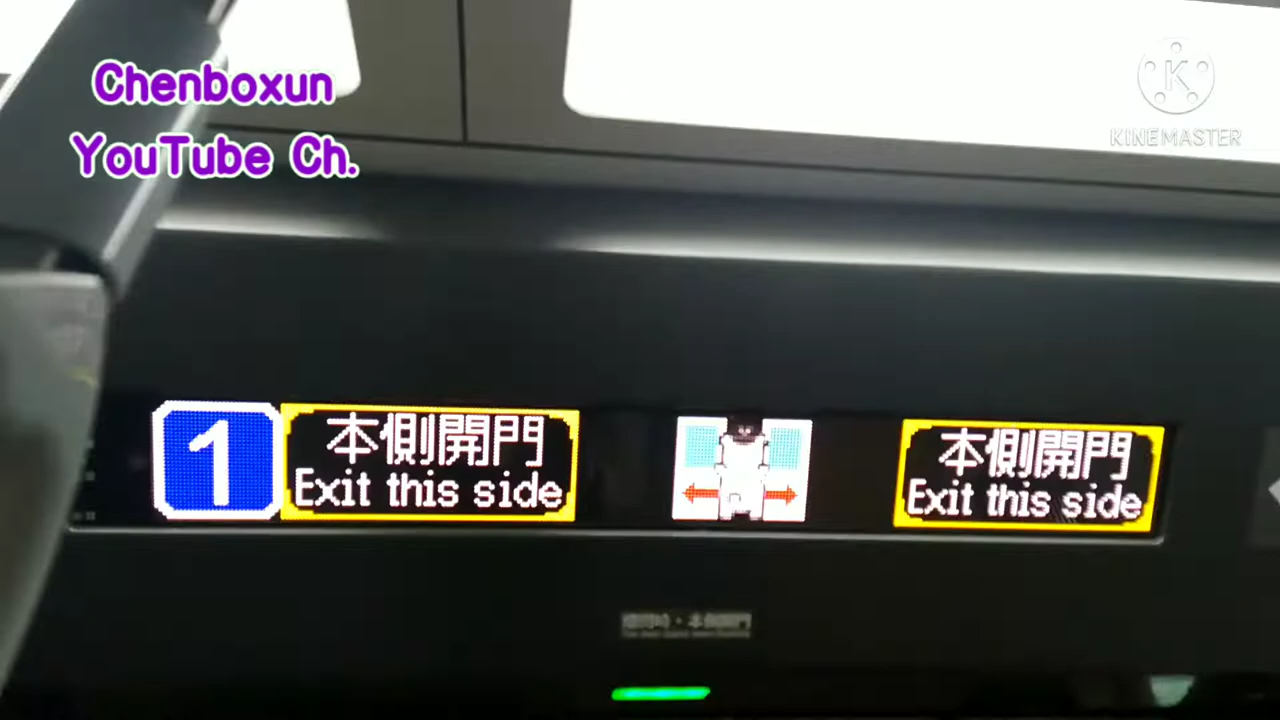 Chenboxun
YouTube Ch.
K
KINEMASTER
1
本側開門
Exit this side
本側開門
Exit this side